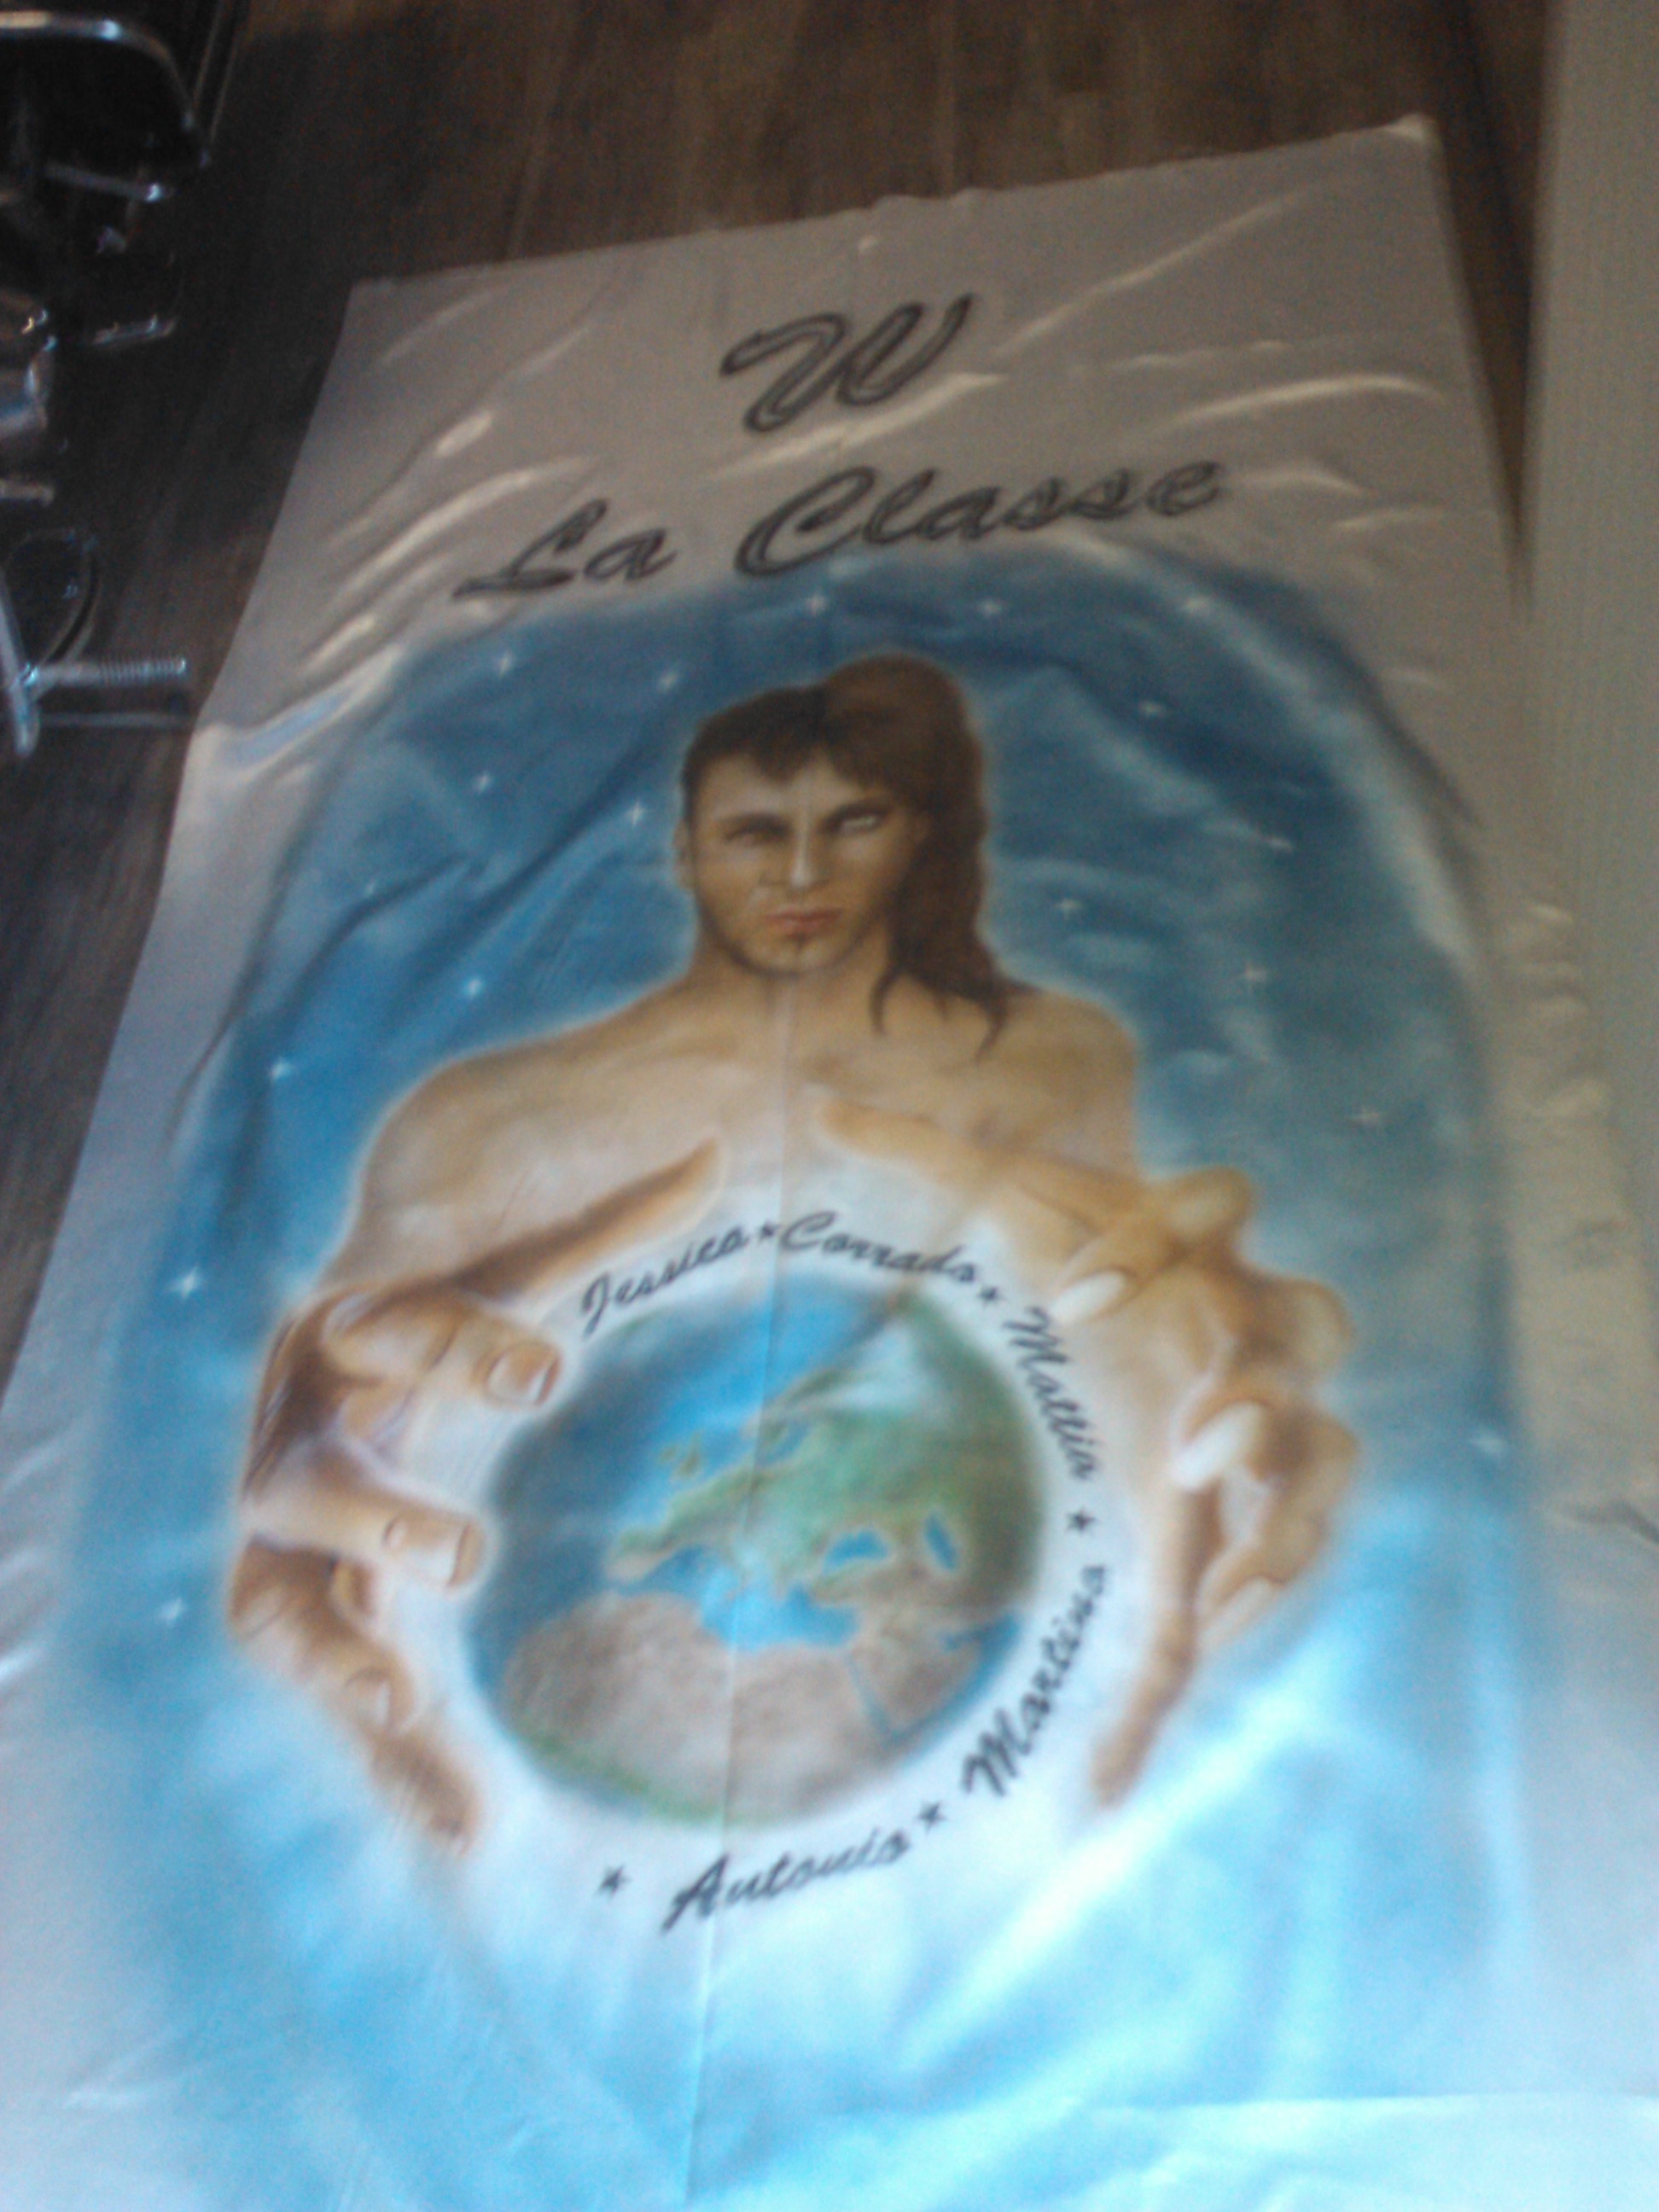 W
La Classe
Jessica * Corrado * Mattia * Martina * Antonio *